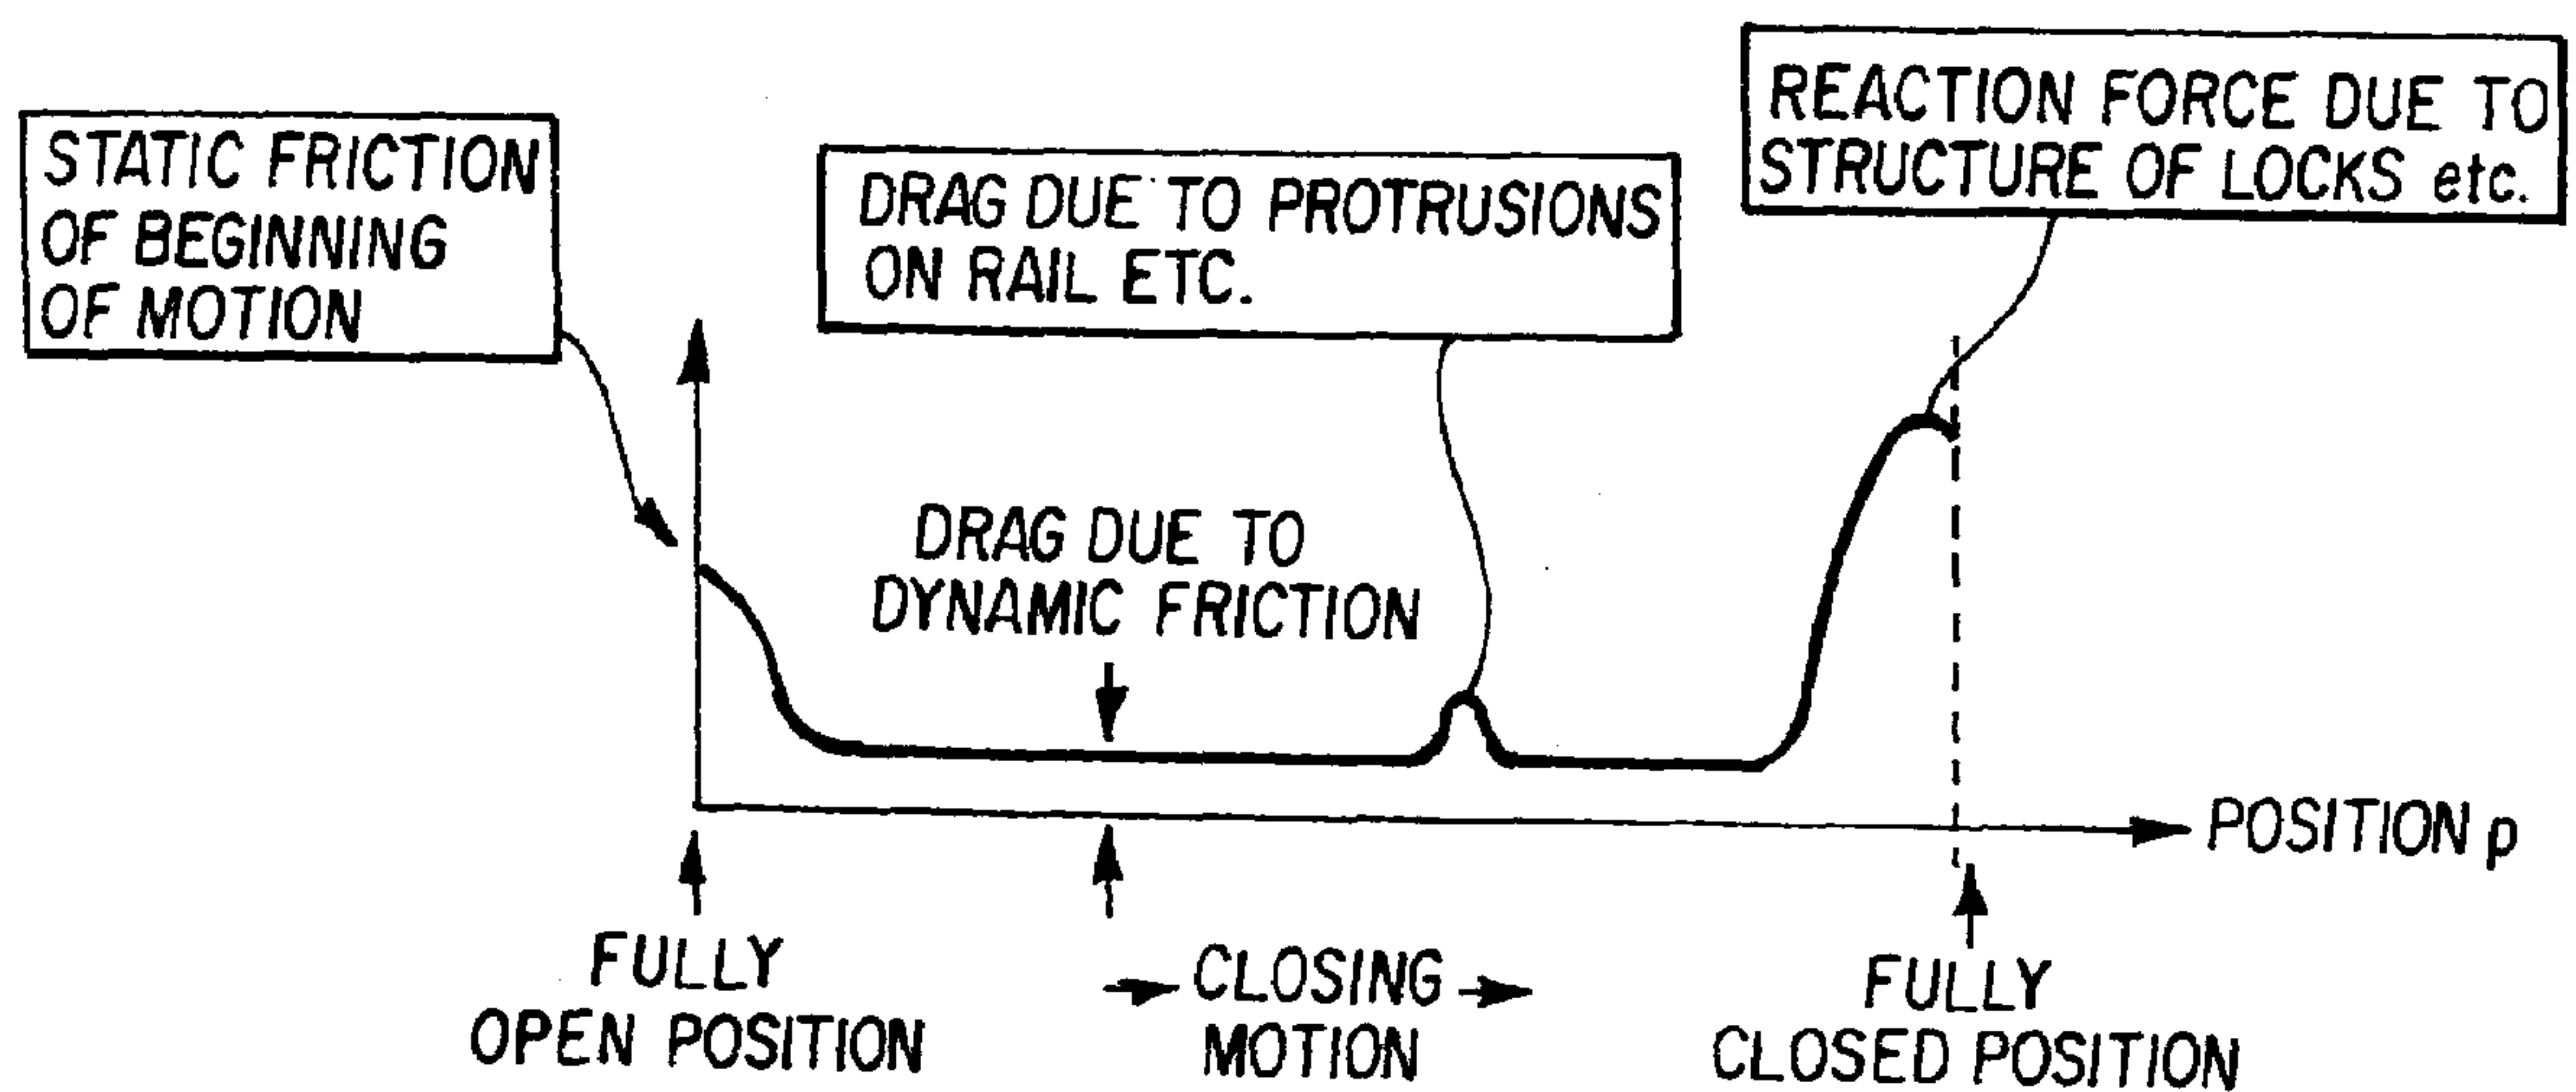 STATIC FRICTION
OF BEGINNING
OF MOTION
DRAG DUE TO PROTRUSIONS
ON RAIL ETC.
REACTION FORCE DUE TO
STRUCTURE OF LOCKS etc.
DRAG DUE TO
DYNAMIC FRICTION
POSITION p
FULLY
OPEN POSITION
CLOSING
MOTION
FULLY
CLOSED POSITION